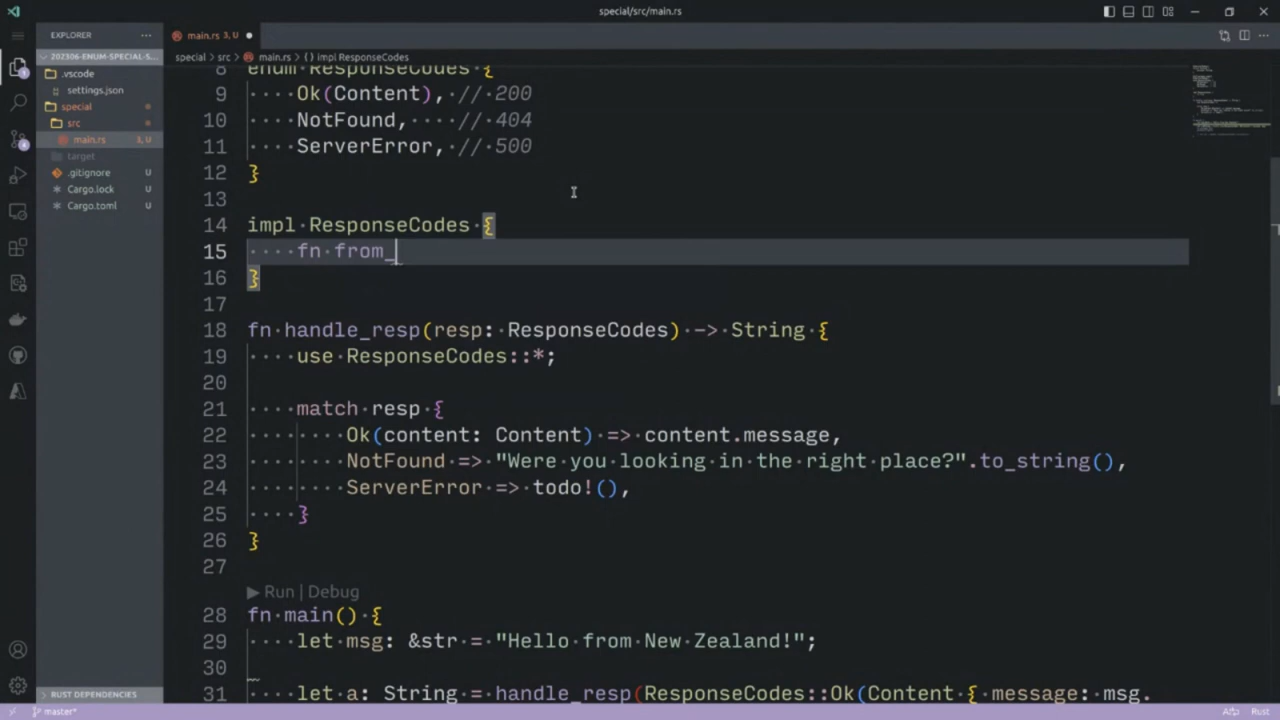 special/src/main.rs
EXPLORER
main.rs 3, U
202306-ENUM-SPECIAL-S...
special > src > main.rs > {} impl ResponseCodes
.vscode
settings.json
special
src
main.rs 3, U
target
.gitignore U
Cargo.lock U
Cargo.toml U
8 enum ResponseCodes {
9 Ok(Content), // 200
10 NotFound, // 404
11 ServerError, // 500
12 }
13
14 impl ResponseCodes {
15 fn from_
16 }
17
18 fn handle_resp(resp: ResponseCodes) -> String {
19 use ResponseCodes::*;
20
21 match resp {
22 Ok(content: Content) => content.message,
23 NotFound => "Were you looking in the right place?".to_string(),
24 ServerError => todo!(),
25 }
26 }
27
Run | Debug
28 fn main() {
29 let msg: &str = "Hello from New Zealand!";
30
31 let a: String = handle_resp(ResponseCodes::Ok(Content { message: msg.
RUST DEPENDENCIES
master*
Rust